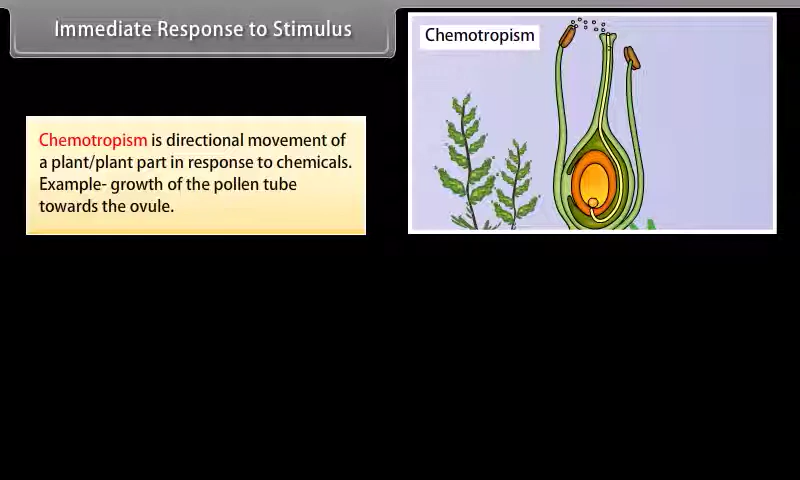 Immediate Response to Stimulus
Chemotropism
Chemotropism is directional movement of
a plant/plant part in response to chemicals.
Example- growth of the pollen tube
towards the ovule.